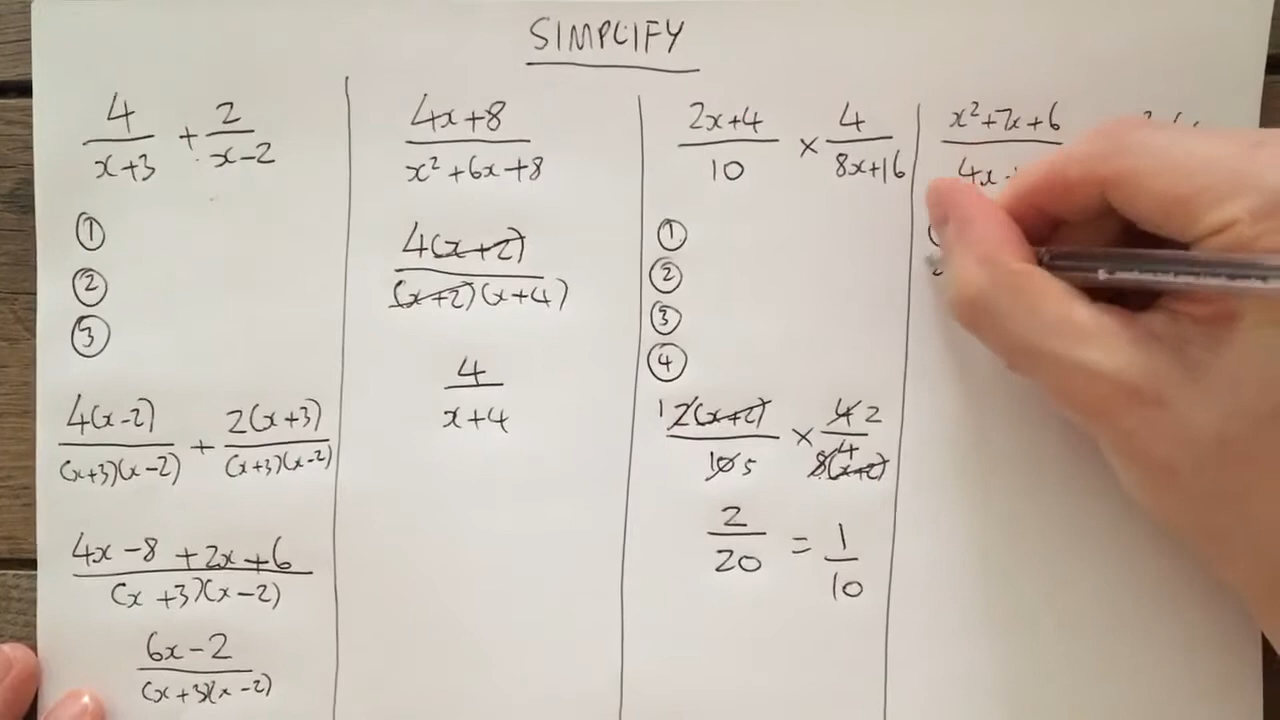 SIMPLIFY
4/(x+3) + 2/(x-2)
①
②
③
4(x-2)/(x+3)(x-2) + 2(x+3)/(x+3)(x-2)
4x-8+2x+6/(x+3)(x-2)
6x-2/(x+3)(x-2)
4x+8/x²+6x+8
4(x+2)/(x+2)(x+4)
4/x+4
2x+4/10 × 4/8x+16
①
②
③
④
1 2(x+2)/10 5 × 4 2/8 4(x+2)
2/20 = 1/10
x²+7x+6
4x